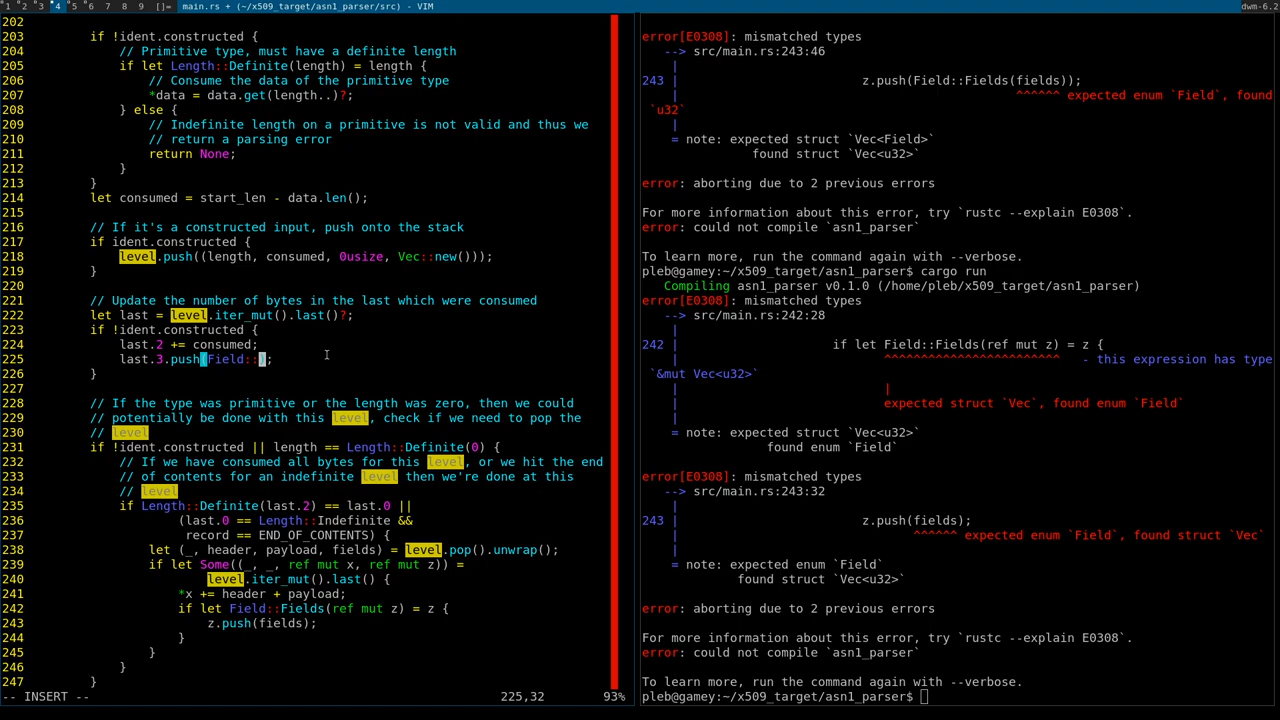 1 2 3 4 5 6 7 8 9 []= main.rs + (~/x509_target/asn1_parser/src) - VIM dwm-6.2
202
203         if !ident.constructed {
204             // Primitive type, must have a definite length
205             if let Length::Definite(length) = length {
206                 // Consume the data of the primitive type
207                 *data = data.get(length..)?;
208             } else {
209                 // Indefinite length on a primitive is not valid and thus we
210                 // return a parsing error
211                 return None;
212             }
213         }
214         let consumed = start_len - data.len();
215
216         // If it's a constructed input, push onto the stack
217         if ident.constructed {
218             level.push((length, consumed, 0usize, Vec::new()));
219         }
220
221         // Update the number of bytes in the last which were consumed
222         let last = level.iter_mut().last()?;
223         if !ident.constructed {
224             last.2 += consumed;
225             last.3.push(Field::);
226         }
227
228         // If the type was primitive or the length was zero, then we could
229         // potentially be done with this level, check if we need to pop the
230         // level
231         if !ident.constructed || length == Length::Definite(0) {
232             // If we have consumed all bytes for this level, or we hit the end
233             // of contents for an indefinite level then we're done at this
234             // level
235             if Length::Definite(last.2) == last.0 ||
236                     (last.0 == Length::Indefinite &&
237                      record == END_OF_CONTENTS) {
238                 let (_, header, payload, fields) = level.pop().unwrap();
239                 if let Some((_, _, ref mut x, ref mut z)) =
240                         level.iter_mut().last() {
241                     *x += header + payload;
242                     if let Field::Fields(ref mut z) = z {
243                         z.push(fields);
244                     }
245                 }
246             }
247         }
-- INSERT -- 225,32 93%
error[E0308]: mismatched types
   --> src/main.rs:243:46
    |
243 |                         z.push(Field::Fields(fields));
    |                                              ^^^^^^ expected enum `Field`, found
 `u32`
    |
    = note: expected struct `Vec<Field>`
               found struct `Vec<u32>`

error: aborting due to 2 previous errors

For more information about this error, try `rustc --explain E0308`.
error: could not compile `asn1_parser`

To learn more, run the command again with --verbose.
pleb@gamey:~/x509_target/asn1_parser$ cargo run
   Compiling asn1_parser v0.1.0 (/home/pleb/x509_target/asn1_parser)
error[E0308]: mismatched types
   --> src/main.rs:242:28
    |
242 |                     if let Field::Fields(ref mut z) = z {
    |                            ^^^^^^^^^^^^^^^^^^^^^^^^   - this expression has type
 `&mut Vec<u32>`
    |                            |
    |                            expected struct `Vec`, found enum `Field`
    |
    = note: expected struct `Vec<u32>`
                 found enum `Field`

error[E0308]: mismatched types
   --> src/main.rs:243:32
    |
243 |                         z.push(fields);
    |                                ^^^^^^ expected enum `Field`, found struct `Vec`
    |
    = note: expected enum `Field`
             found struct `Vec<u32>`

error: aborting due to 2 previous errors

For more information about this error, try `rustc --explain E0308`.
error: could not compile `asn1_parser`

To learn more, run the command again with --verbose.
pleb@gamey:~/x509_target/asn1_parser$